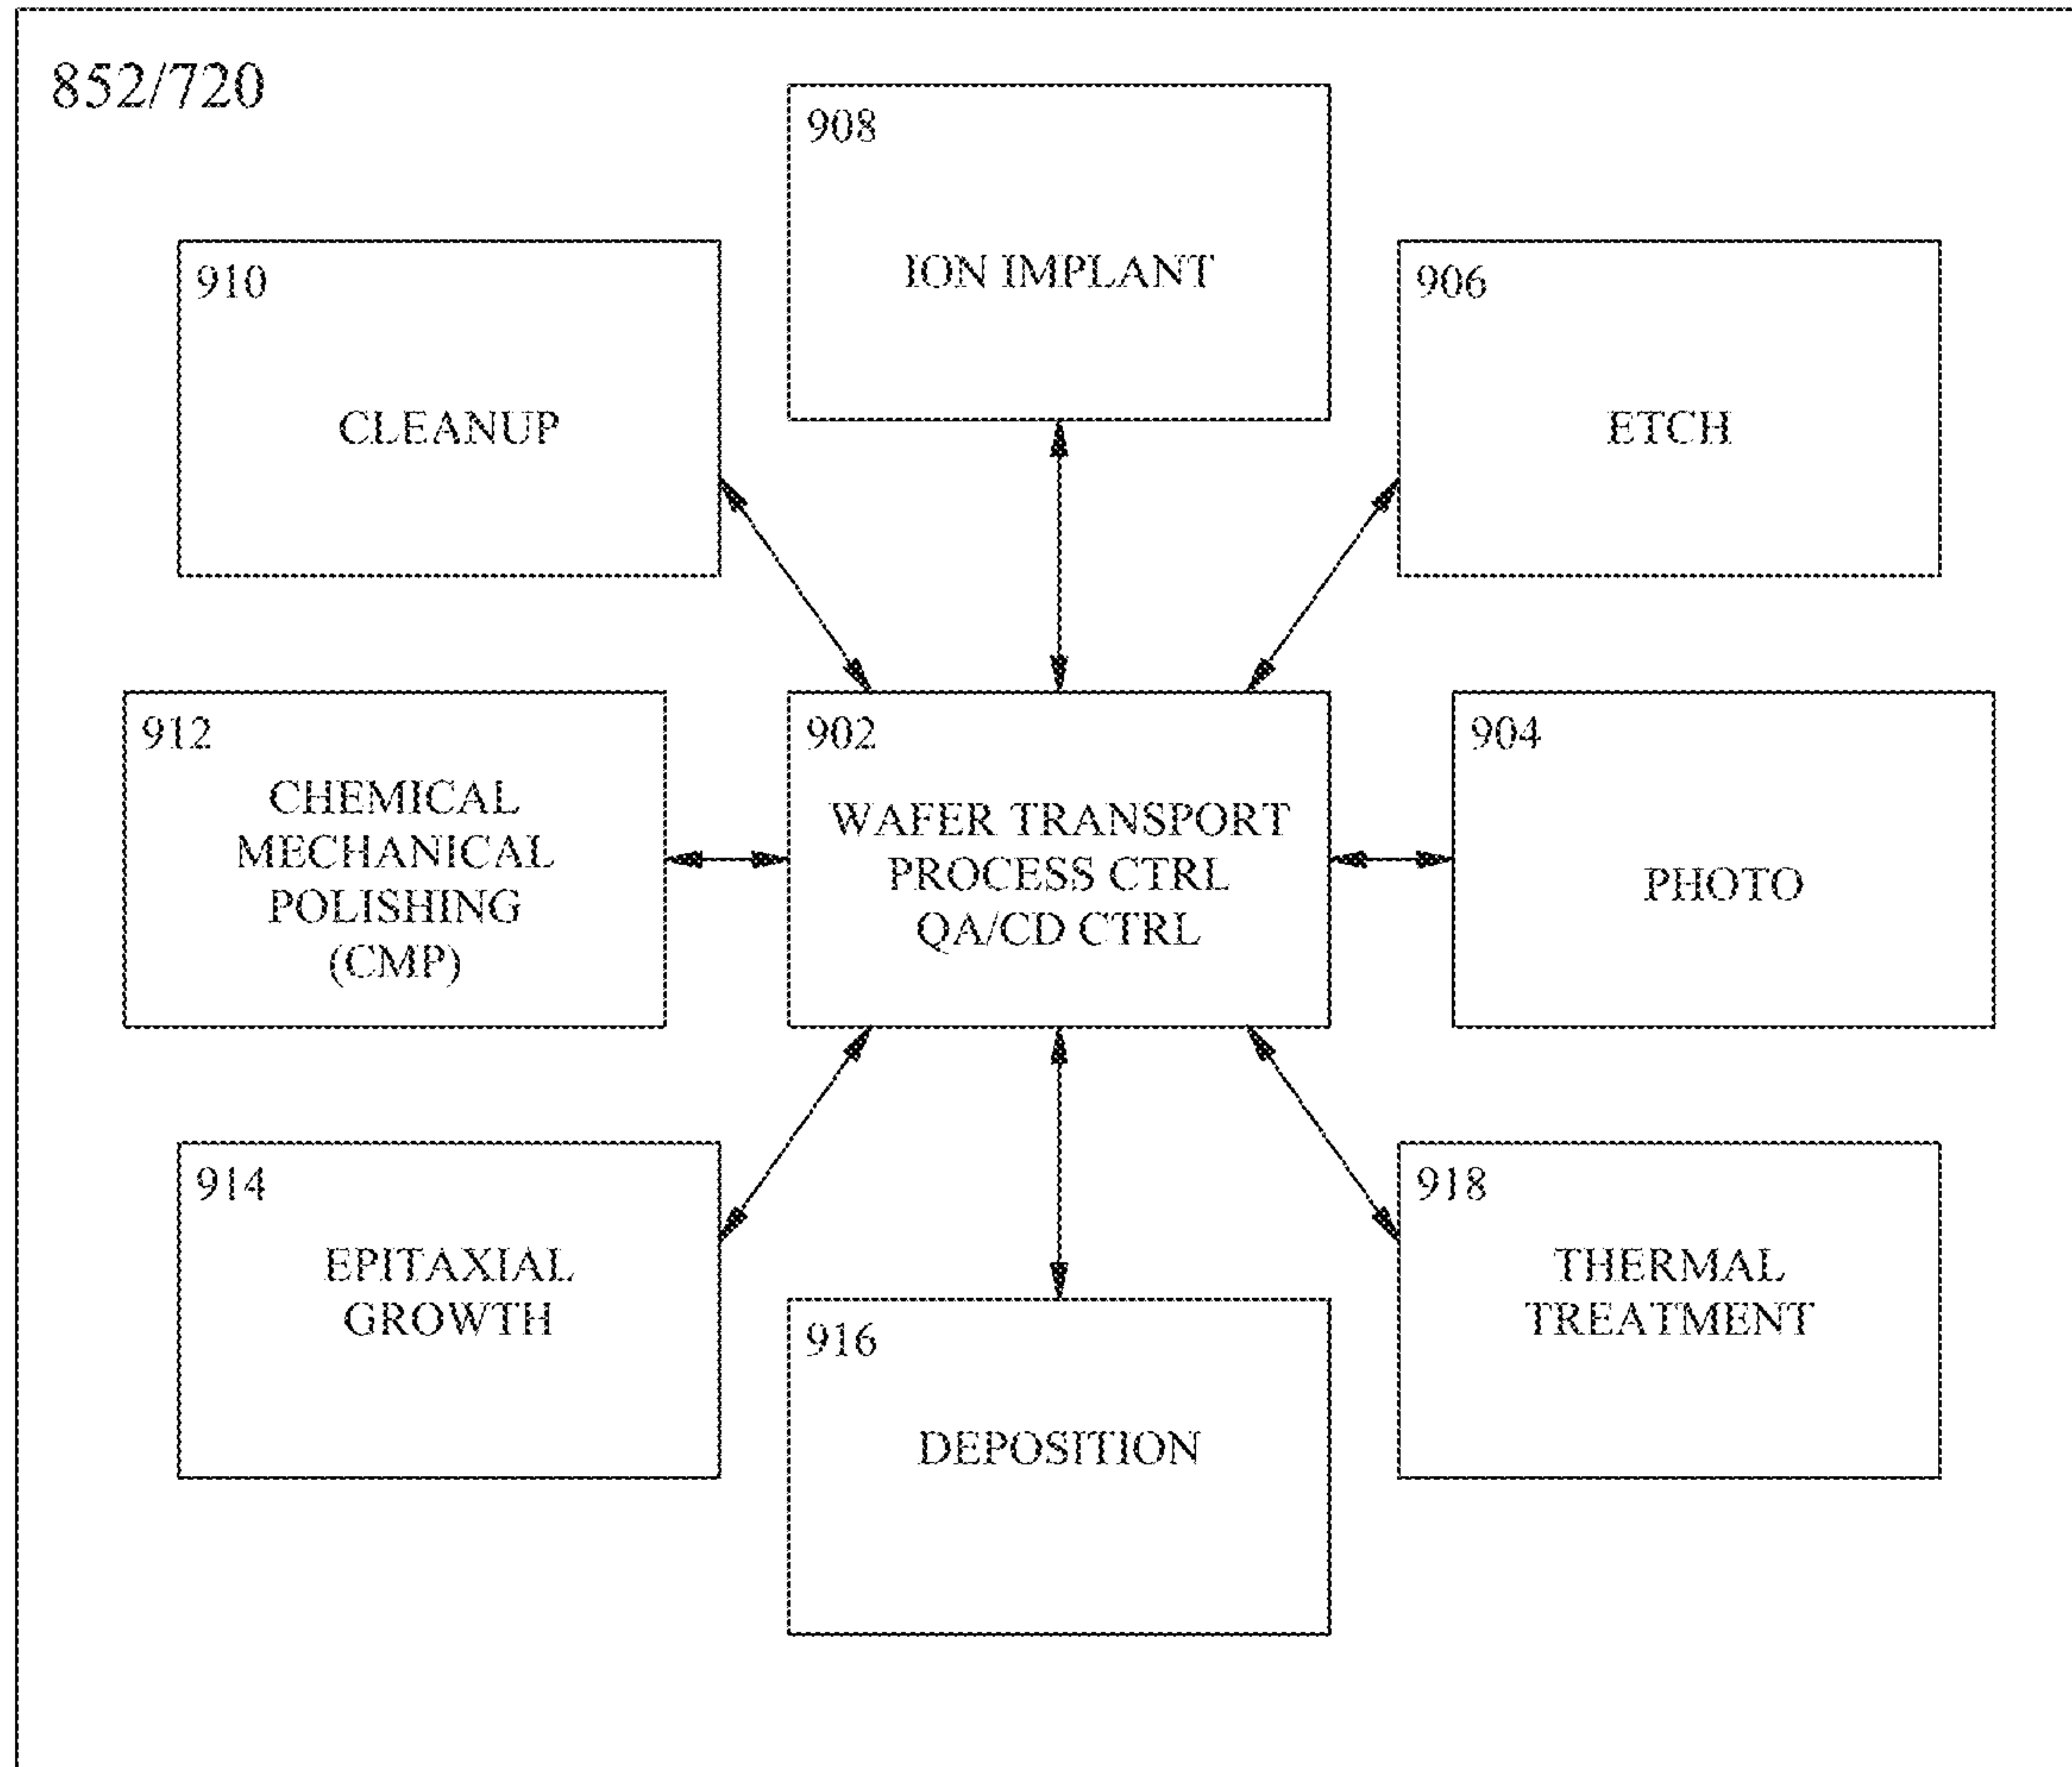 852/720
908
ION IMPLANT
910
CLEANUP
906
ETCH
912
CHEMICAL
MECHANICAL
POLISHING
(CMP)
902
WAFER TRANSPORT
PROCESS CTRL
QA/CD CTRL
904
PHOTO
914
EPITAXIAL
GROWTH
916
DEPOSITION
918
THERMAL
TREATMENT